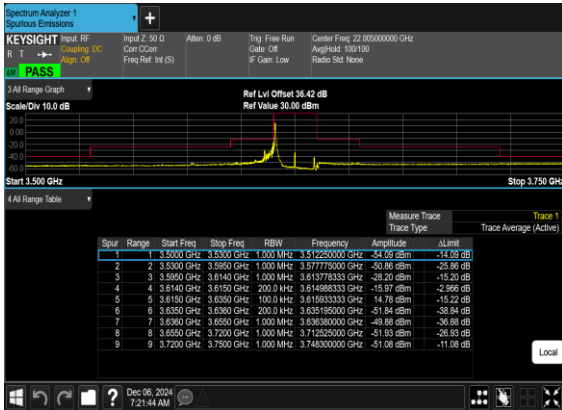 Spectrum Analyzer 1
Spurious Emissions
+
KEYSIGHT Input: RF Input Z: 50 Ω Atten: 0 dB Trig: Free Run Center Freq: 22.005000000 GHz
R T Coupling: DC Corr CCorr Gate: Off Avg|Hold: 100/100
Align: Off Freq Ref: Int (S) IF Gain: Low Radio Std: None
PASS
3 All Range Graph
Ref Lvl Offset 36.42 dB
Scale/Div 10.0 dB Ref Value 30.00 dBm
20.0
0.00
-20.0
-40.0
-60.0
Start 3.500 GHz Stop 3.750 GHz
4 All Range Table
Measure Trace Trace 1
Trace Type Trace Average (Active)
Spur Range Start Freq Stop Freq RBW Frequency Amplitude ΔLimit
1 1 3.5000 GHz 3.5300 GHz 1.000 MHz 3.512250000 GHz -54.09 dBm -14.09 dB
2 2 3.5300 GHz 3.5950 GHz 1.000 MHz 3.577775000 GHz -50.86 dBm -25.86 dB
3 3 3.5950 GHz 3.6140 GHz 1.000 MHz 3.613778333 GHz -28.20 dBm -15.20 dB
4 4 3.6140 GHz 3.6150 GHz 200.0 kHz 3.614988333 GHz -15.97 dBm -2.966 dB
5 5 3.6150 GHz 3.6350 GHz 100.0 kHz 3.615933333 GHz 14.78 dBm -15.22 dB
6 6 3.6350 GHz 3.6360 GHz 200.0 kHz 3.635195000 GHz -51.84 dBm -38.84 dB
7 7 3.6360 GHz 3.6550 GHz 1.000 MHz 3.636380000 GHz -49.88 dBm -36.88 dB
8 8 3.6550 GHz 3.7200 GHz 1.000 MHz 3.712525000 GHz -51.93 dBm -26.93 dB
9 9 3.7200 GHz 3.7500 GHz 1.000 MHz 3.748300000 GHz -51.08 dBm -11.08 dB
Local
? Dec 06, 2024
7:21:44 AM